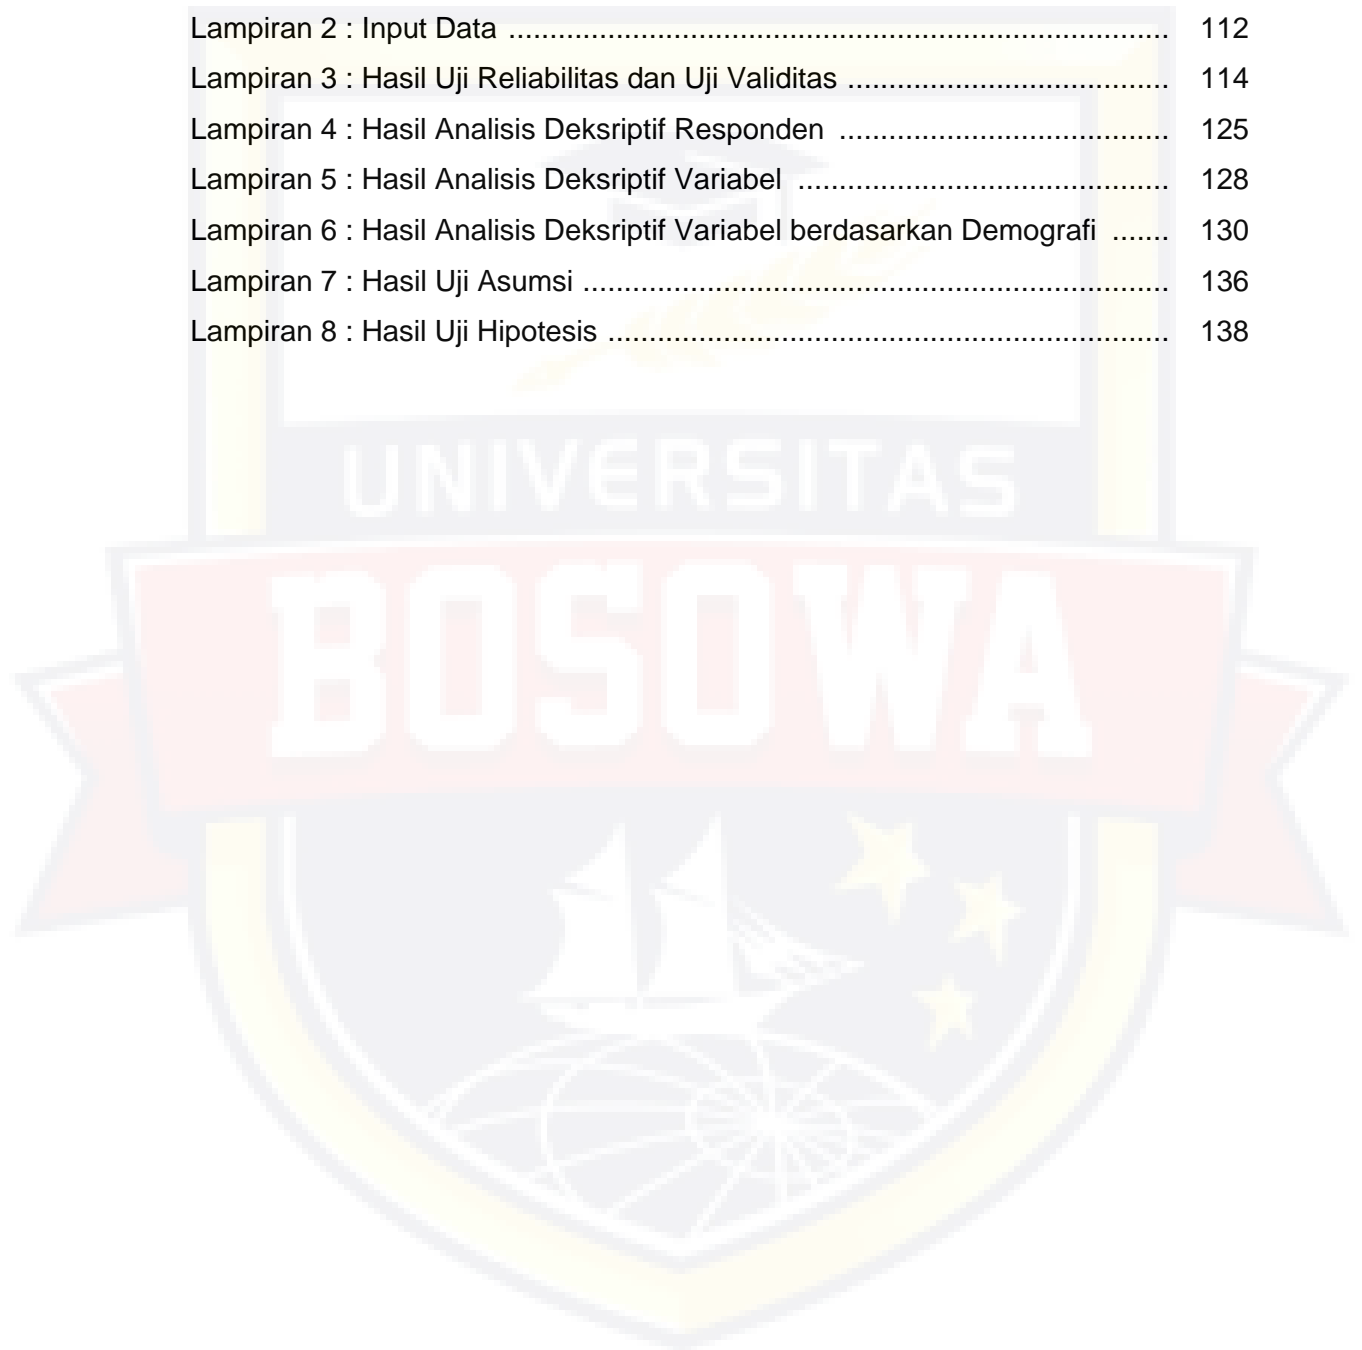 Lampiran 2 : Input Data ................................................................................ 112
Lampiran 3 : Hasil Uji Reliabilitas dan Uji Validitas ....................................... 114
Lampiran 4 : Hasil Analisis Deksriptif Responden ........................................ 125
Lampiran 5 : Hasil Analisis Deksriptif Variabel ............................................. 128
Lampiran 6 : Hasil Analisis Deksriptif Variabel berdasarkan Demografi ....... 130
Lampiran 7 : Hasil Uji Asumsi ....................................................................... 136
Lampiran 8 : Hasil Uji Hipotesis .................................................................... 138
UNIVERSITAS
BOSOWA